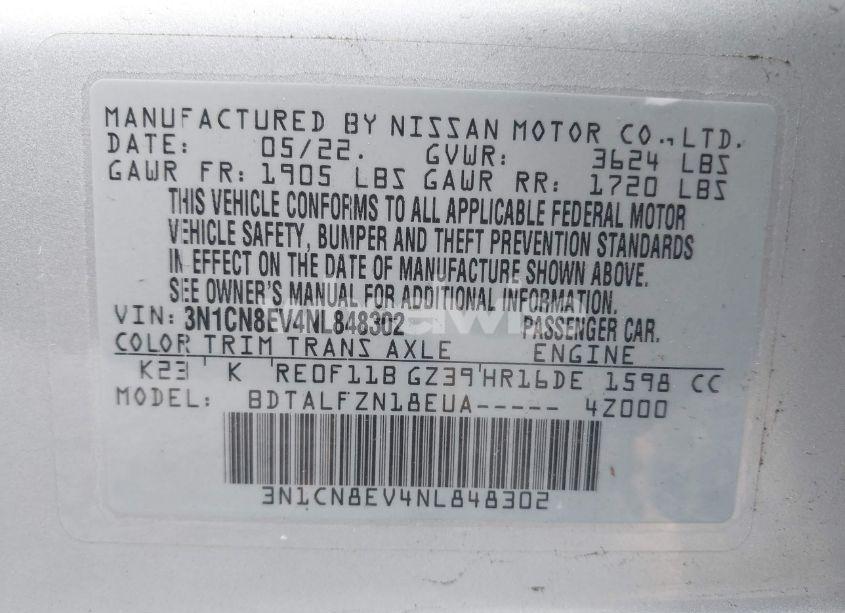 MANUFACTURED BY NISSAN MOTOR CO.,LTD.
DATE: 05/22. GVWR: 3624 LBS
GAWR FR: 1905 LBS GAWR RR: 1720 LBS
THIS VEHICLE CONFORMS TO ALL APPLICABLE FEDERAL MOTOR
VEHICLE SAFETY, BUMPER AND THEFT PREVENTION STANDARDS
IN EFFECT ON THE DATE OF MANUFACTURE SHOWN ABOVE.
SEE OWNER'S MANUAL FOR ADDITIONAL INFORMATION.
VIN: 3N1CN8EV4NL848302 PASSENGER CAR.
COLOR TRIM TRANS AXLE ENGINE
K23 K RE0F11B GZ39 HR16DE 1598 CC
MODEL: BDTALFZN18EUA----- 4Z000
3N1CN8EV4NL848302